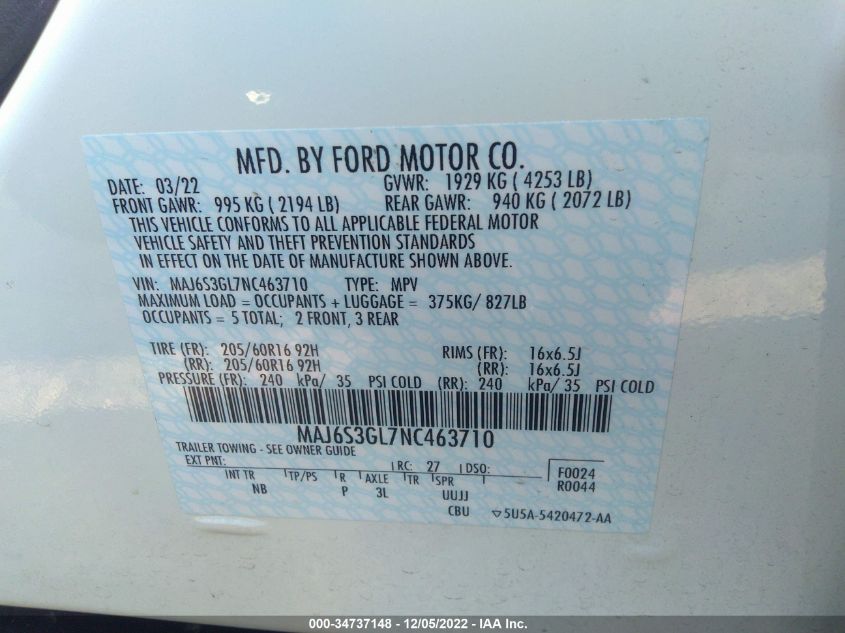 MFD. BY FORD MOTOR CO.
DATE: 03/22 GVWR: 1929 KG ( 4253 LB)
FRONT GAWR: 995 KG ( 2194 LB) REAR GAWR: 940 KG ( 2072 LB)
THIS VEHICLE CONFORMS TO ALL APPLICABLE FEDERAL MOTOR
VEHICLE SAFETY AND THEFT PREVENTION STANDARDS
IN EFFECT ON THE DATE OF MANUFACTURE SHOWN ABOVE.
VIN: MAJ6S3GL7NC463710 TYPE: MPV
MAXIMUM LOAD = OCCUPANTS + LUGGAGE = 375KG/ 827LB
OCCUPANTS = 5 TOTAL; 2 FRONT, 3 REAR
TIRE (FR): 205/60R16 92H RIMS (FR): 16x6.5J
(RR): 205/60R16 92H (RR): 16x6.5J
PRESSURE (FR): 240 kPa/ 35 PSI COLD (RR): 240 kPa/ 35 PSI COLD
MAJ6S3GL7NC463710
TRAILER TOWING - SEE OWNER GUIDE
EXT PNT: RC: 27 DSO: F0024
INT TR TP/PS R AXLE TR SPR R0044
NB P 3L UUJJ
CBU 5U5A-5420472-AA
000-34737148 - 12/05/2022 - IAA Inc.